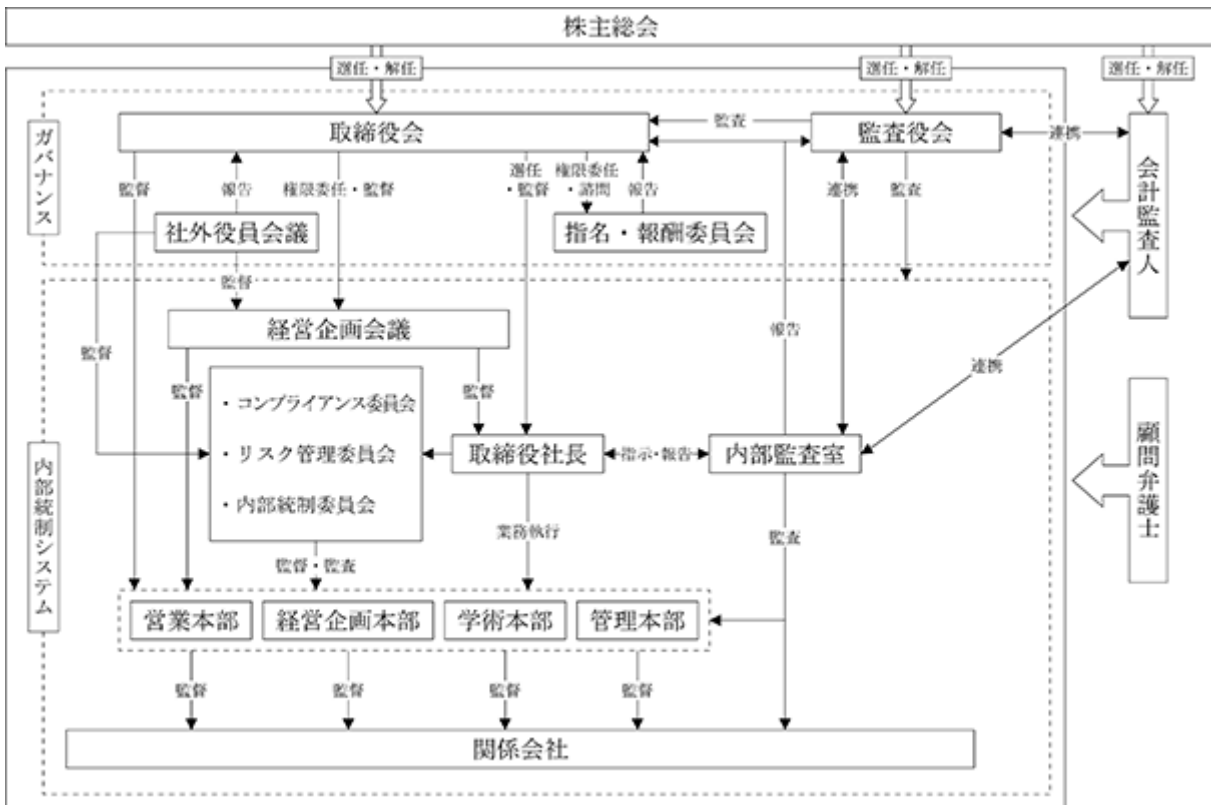 株主総会
選任・解任
選任・解任
選任・解任
ガバナンス
取締役会
監査
監査役会
連携
会計監査人
監督
報告
権限委任・監督
選任
・監督
権限委任
・諮問
報告
連携
監査
社外役員会議
指名・報酬委員会
監督
経営企画会議
報告
監督
連携
監督
監督
・コンプライアンス委員会
・リスク管理委員会
・内部統制委員会
取締役社長
指示・報告
内部監査室
顧問弁護士
内部統制システム
業務執行
監査
監督・監査
営業本部
経営企画本部
学術本部
管理本部
監督
監督
監督
監督
関係会社